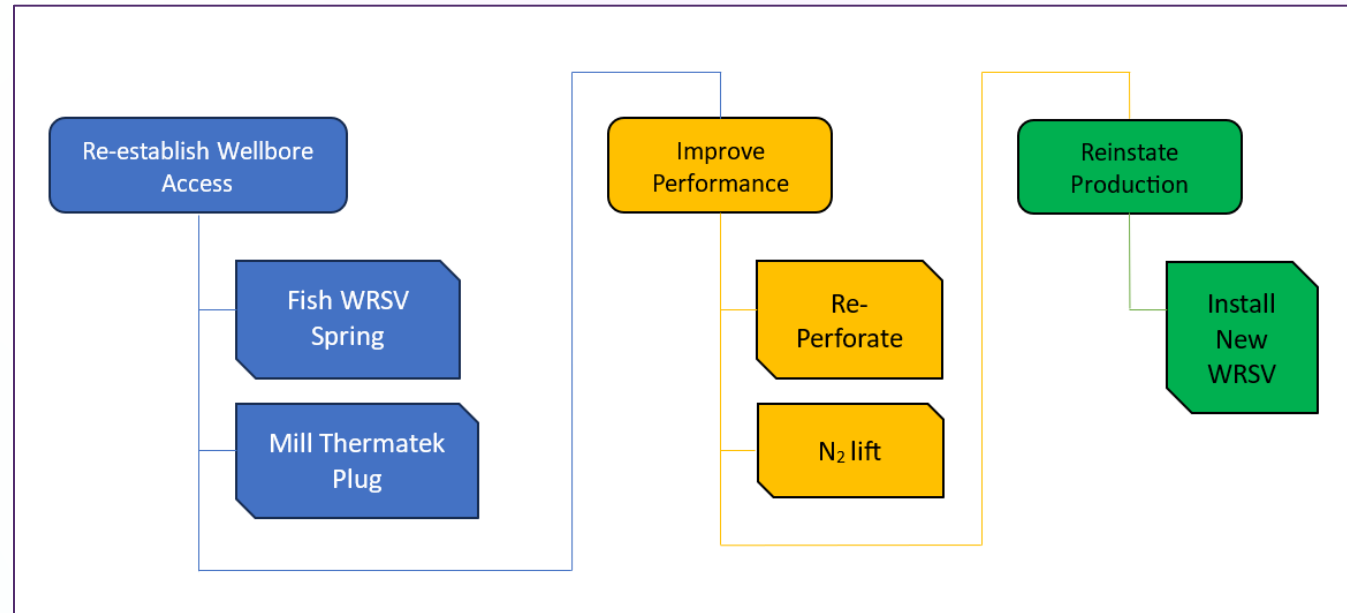 Re-establish Wellbore
Access
Fish WRSV
Spring
Mill Thermatek
Plug
Improve
Performance
Re-
Perforate
N₂ lift
Reinstate
Production
Install
New
WRSV